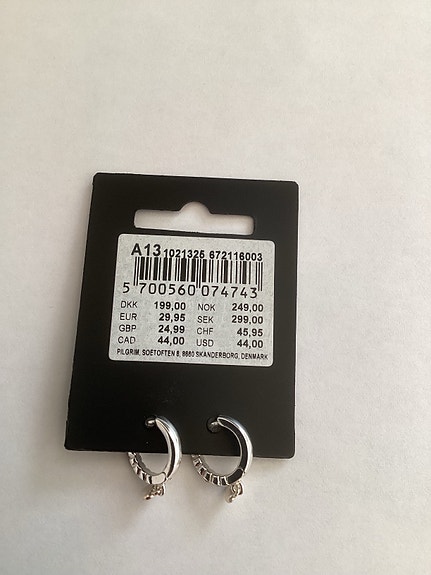 A13 1021325 672116003
5 700560 074743
DKK 199,00 NOK 249,00
EUR 29,95 SEK 299,00
GBP 24,99 CHF 45,95
CAD 44,00 USD 44,00
PILGRIM, SOETOFTEN 8, 8660 SKANDERBORG, DENMARK